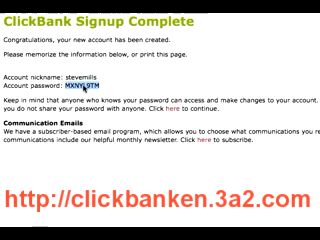 ClickBank Signup Complete
Congratulations, your new account has been created.
Please memorize the information below, or print this page.
Account nickname: stevemills
Account password:
Keep in mind that anyone who knows your password can access and make changes to your account.
you do not share your password with anyone. Click here to continue.
Communication Emails
We have a subscriber-based email program, which allows you to choose what communications you re
communications include our helpful monthly newsletter. Click here to subscribe.
http://clickbanken.3a2.com